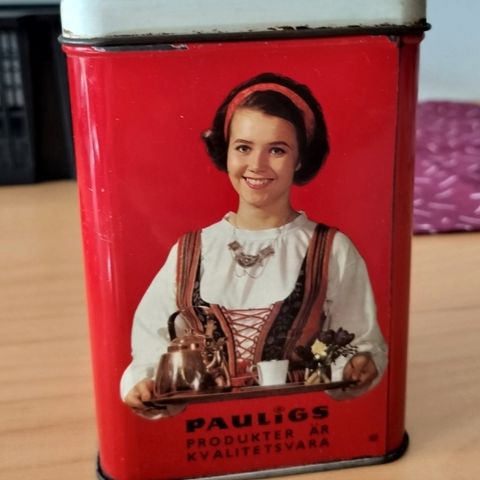 PAULiGS
PRODUKTER ÄR
KVALITETSVARA